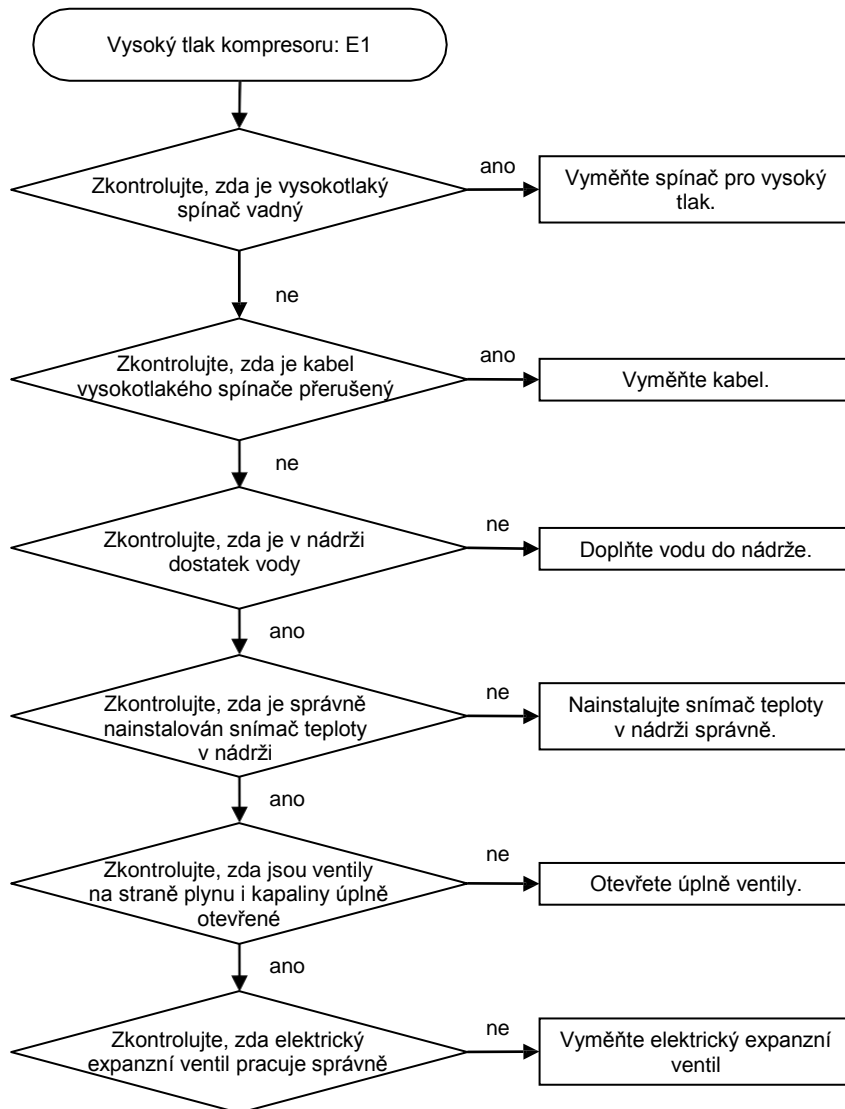 Vysoký tlak kompresoru: E1
Zkontrolujte, zda je vysokotlaký
spínač vadný
ano
Vyměňte spínač pro vysoký
tlak.
ne
Zkontrolujte, zda je kabel
vysokotlakého spínače přerušený
ano
Vyměňte kabel.
ne
Zkontrolujte, zda je v nádrži
dostatek vody
ne
Doplňte vodu do nádrže.
ano
Zkontrolujte, zda je správně
nainstalován snímač teploty
v nádrži
ne
Nainstalujte snímač teploty
v nádrži správně.
ano
Zkontrolujte, zda jsou ventily
na straně plynu i kapaliny úplně
otevřené
ne
Otevřete úplně ventily.
ano
Zkontrolujte, zda elektrický
expanzní ventil pracuje správně
ne
Vyměňte elektrický expanzní
ventil